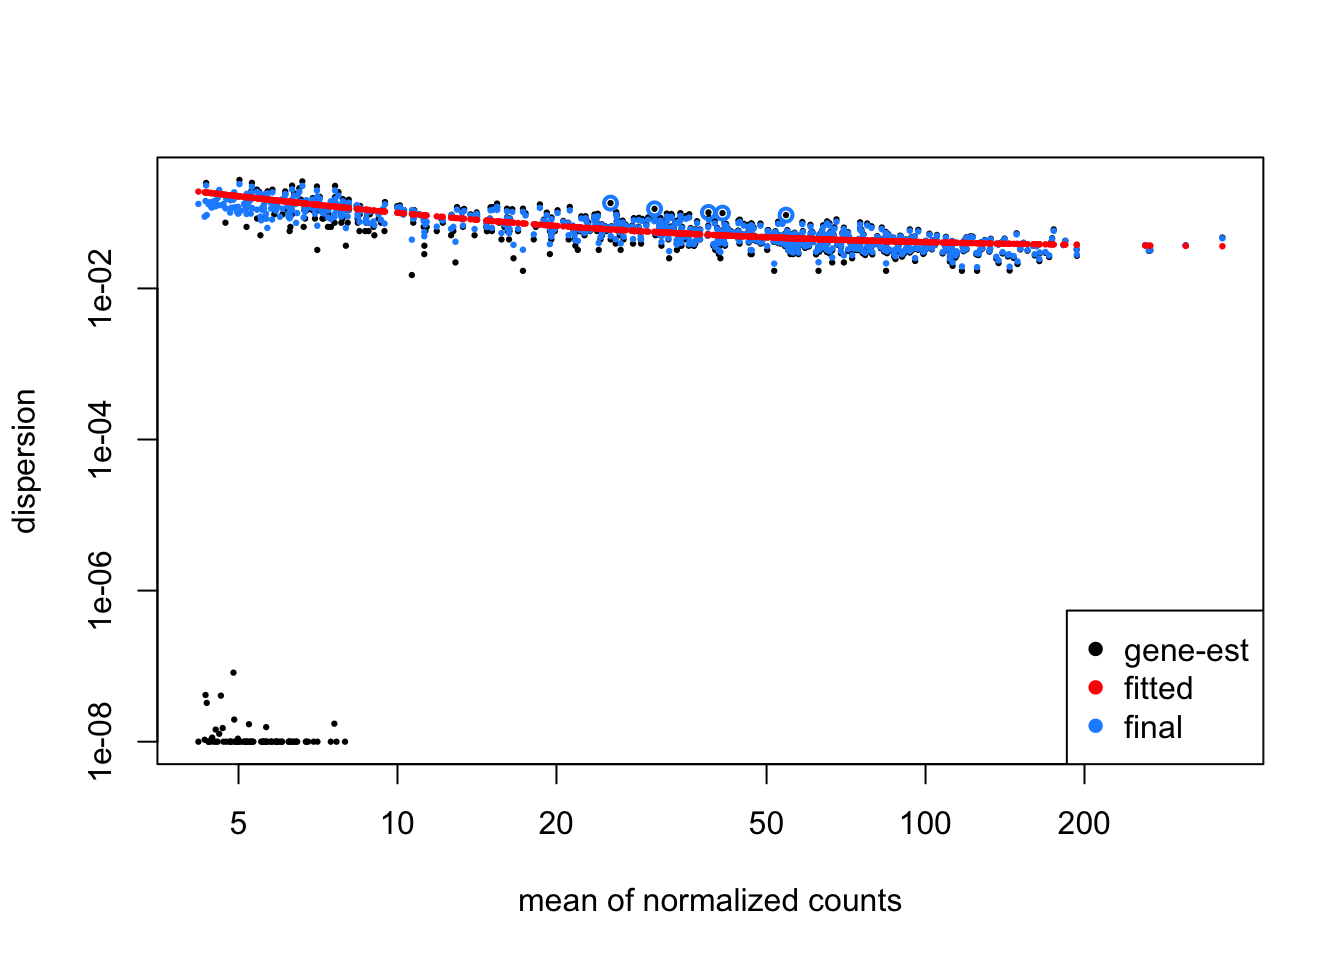 dispersion
1e-02
1e-04
1e-06
1e-08
gene-est
fitted
final
5 10 20 50 100 200
mean of normalized counts